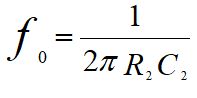 f₀ = 1 / (2π R₂ C₂)